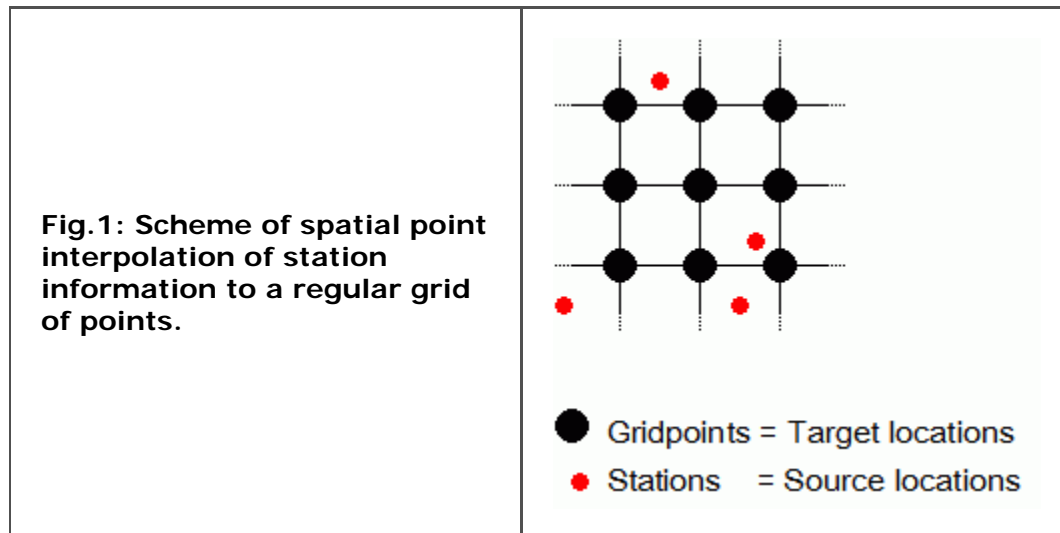 Fig.1: Scheme of spatial point
interpolation of station
information to a regular grid
of points.
Gridpoints = Target locations
Stations = Source locations